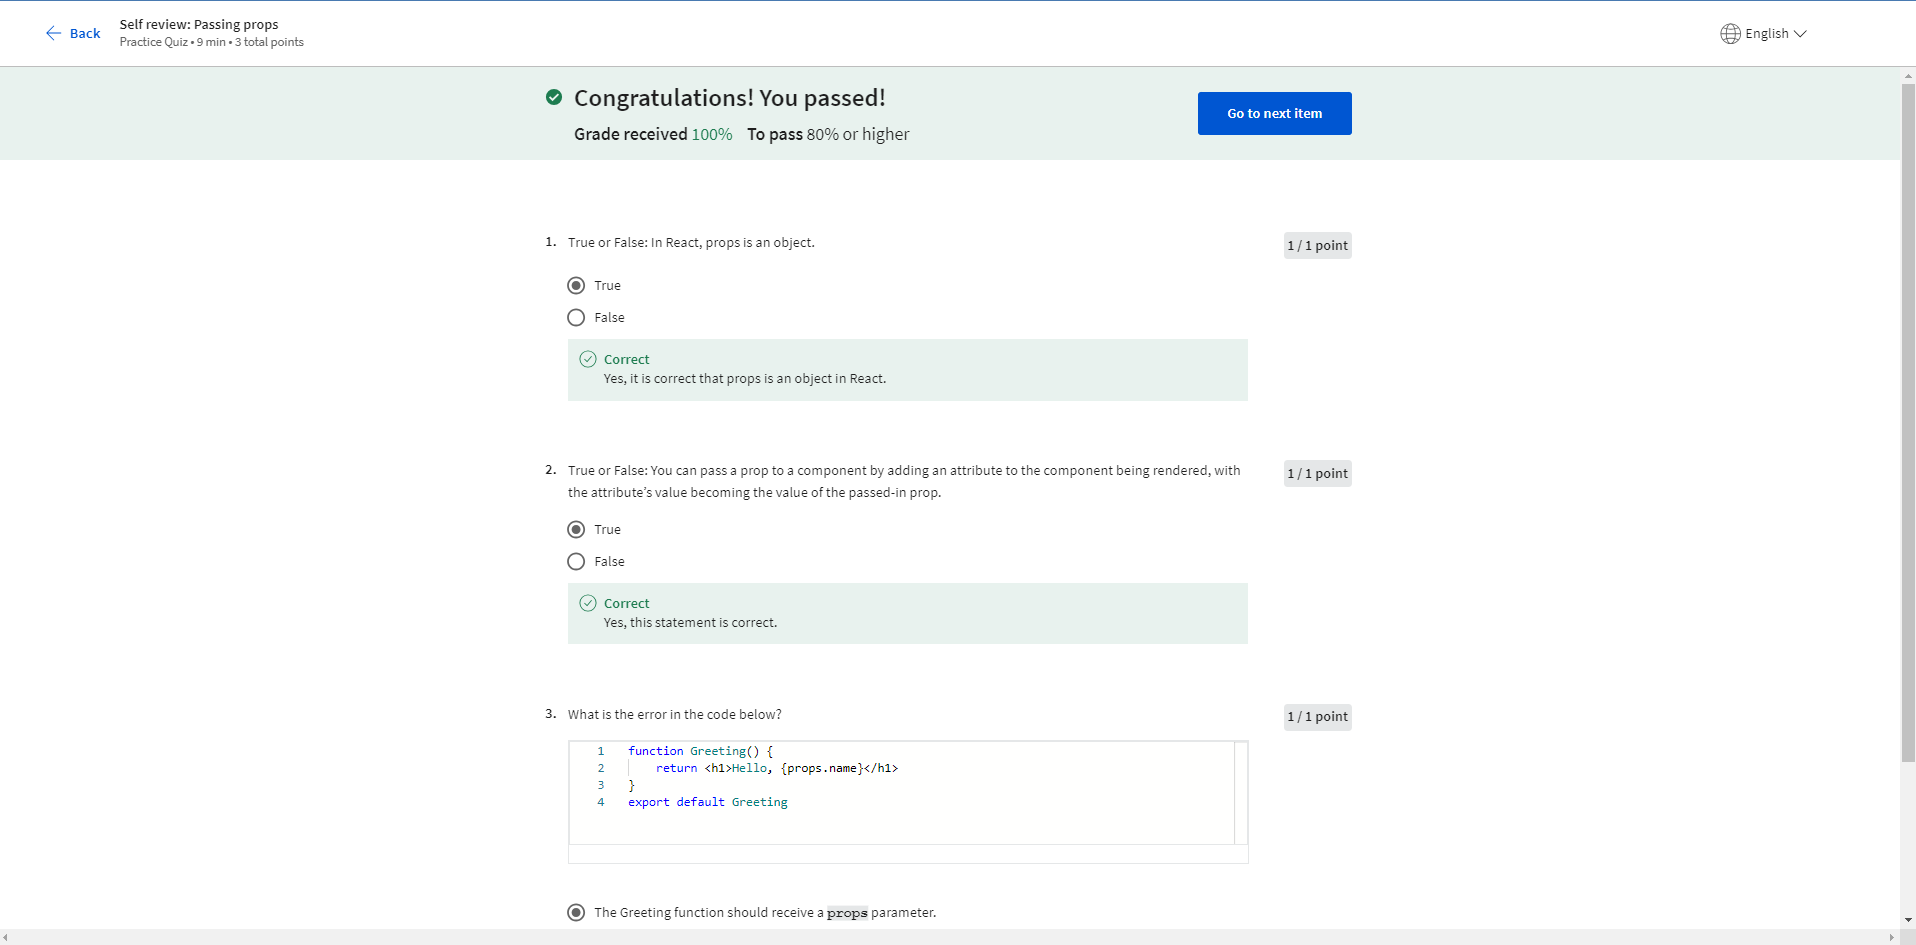 Back
Self review: Passing props
Practice Quiz • 9 min • 3 total points
English
Congratulations! You passed!
Grade received 100% To pass 80% or higher
Go to next item
1. True or False: In React, props is an object.
1 / 1 point
True
False
Correct
Yes, it is correct that props is an object in React.
2. True or False: You can pass a prop to a component by adding an attribute to the component being rendered, with
the attribute’s value becoming the value of the passed-in prop.
1 / 1 point
True
False
Correct
Yes, this statement is correct.
3. What is the error in the code below?
1 / 1 point
1 function Greeting() {
2 return <h1>Hello, {props.name}</h1>
3 }
4 export default Greeting
The Greeting function should receive a props parameter.